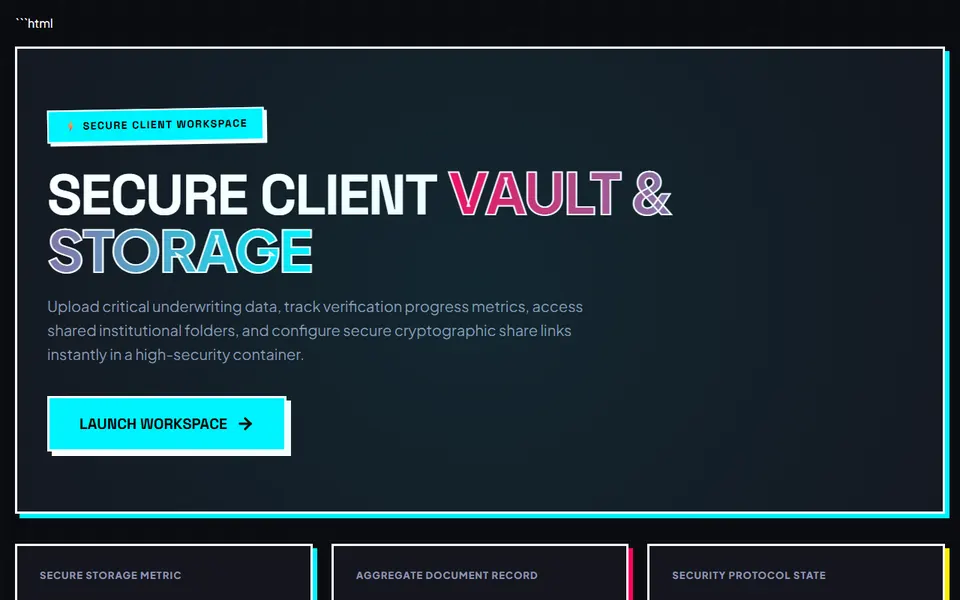 ```html
SECURE CLIENT WORKSPACE
SECURE CLIENT VAULT &
STORAGE
Upload critical underwriting data, track verification progress metrics, access
shared institutional folders, and configure secure cryptographic share links
instantly in a high-security container.
LAUNCH WORKSPACE →
SECURE STORAGE METRIC
AGGREGATE DOCUMENT RECORD
SECURITY PROTOCOL STATE